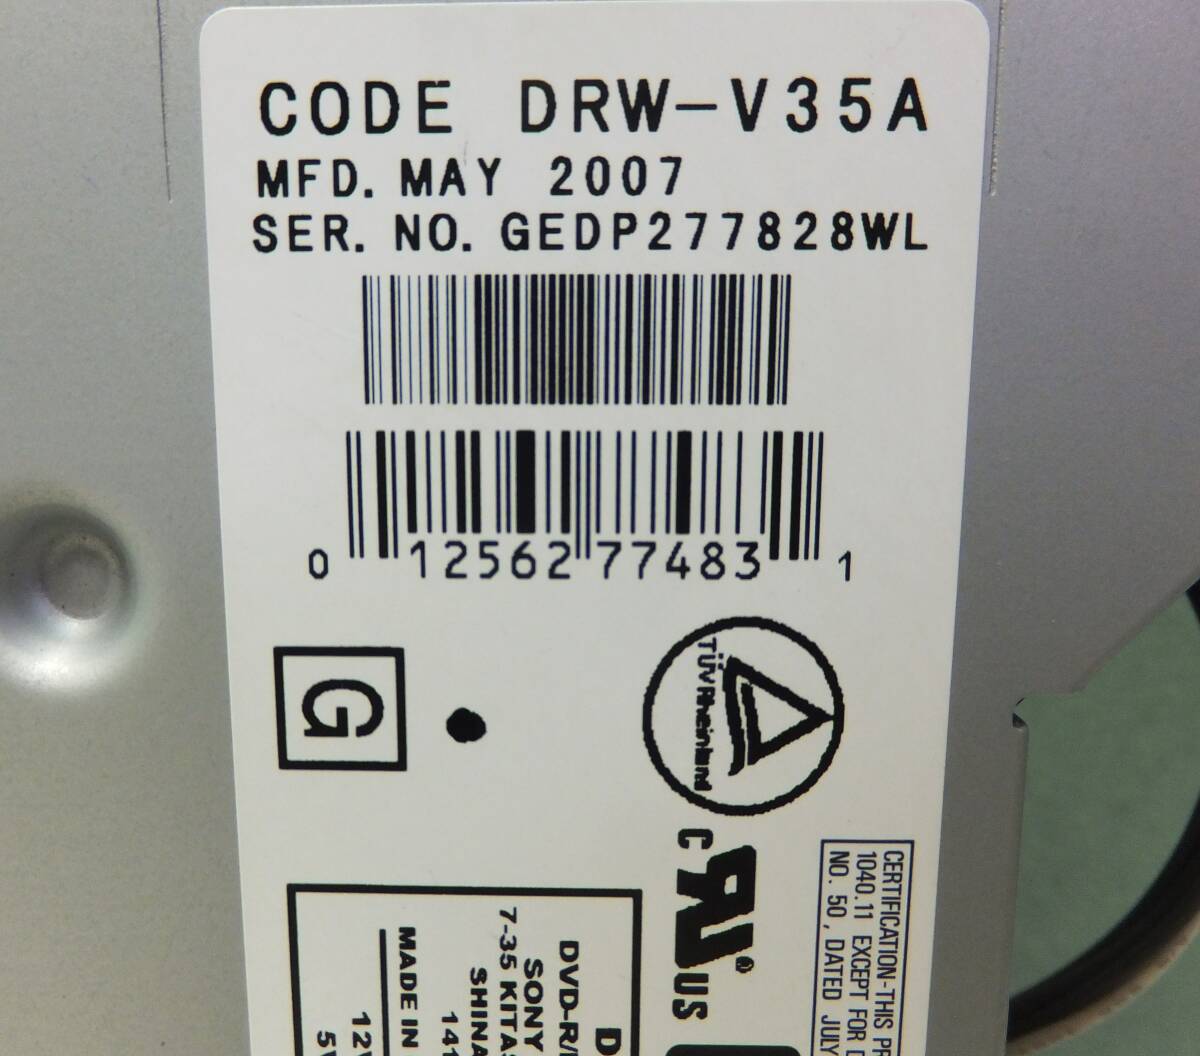 CODE DRW-V35A
MFD. MAY 2007
SER. NO. GEDP277828WL
0 12562 77483 1
G
TÜV Rheinland
C
US
CERTIFICATION-THIS PR
1040.11 EXCEPT FOR D
NO. 50, DATED JULY
D
DVD-R/
SONY
7-35 KITAS
SHINA
141
MADE IN
12V
5V